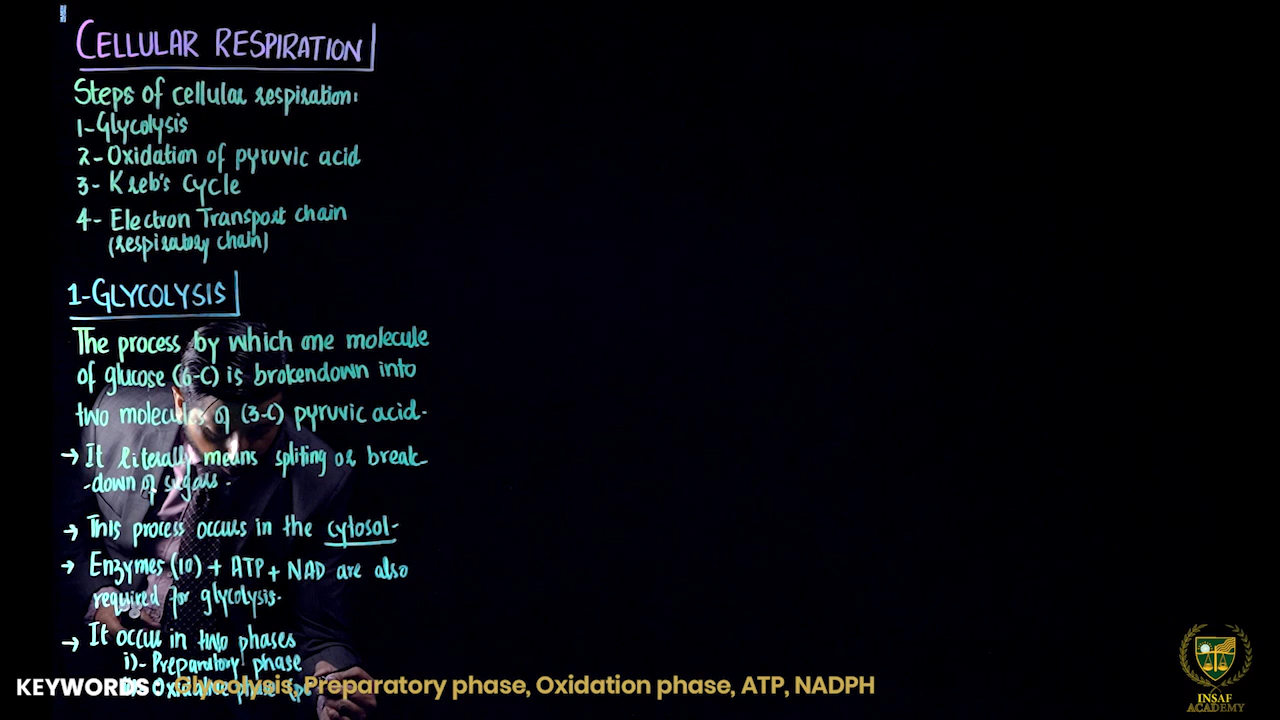 CELLULAR RESPIRATION
Steps of cellular respiration:
1-Glycolysis
2-Oxidation of pyruvic acid
3- Kreb's Cycle
4- Electron Transport chain
(respiratory chain)
1-GLYCOLYSIS
The process by which one molecule
of glucose (6-C) is brokendown into
two molecules of (3-C) pyruvic acid-
→ It literally means spliting or break
-down of sugars.
→ This process occurs in the cytosol-
→ Enzymes (10) + ATP + NAD are also
required for glycolysis-
→ It occur in two phases
i)- Preparatory phase
Oxidative phase
KEYWORDS: Glycolysis, Preparatory phase, Oxidation phase, ATP, NADPH
INSAF
ACADEMY